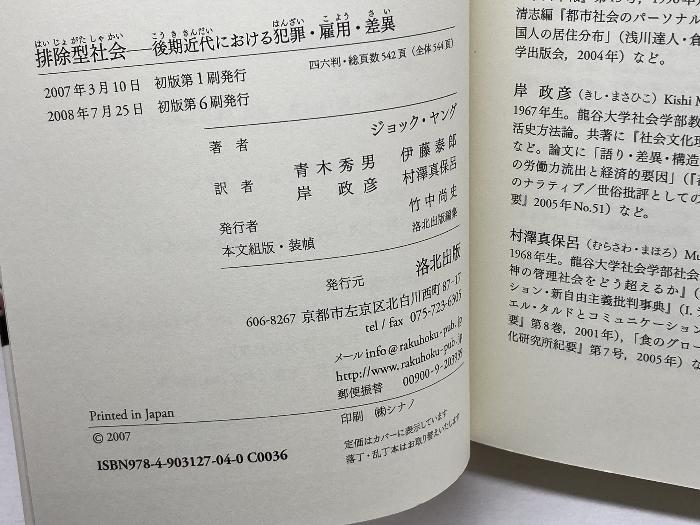 はいじょがたしゃかい こうききんだい はんざい こよう さい
排除型社会―後期近代における犯罪・雇用・差異
2007年3月10日 初版第1刷発行
2008年7月25日 初版第6刷発行
四六判・総頁数542頁(全体544頁)
著者 ジョック・ヤング
訳者 青木秀男 伊藤泰郎
岸 政彦 村澤真保呂
発行者 竹中尚史
本文組版・装幀 洛北出版編集
発行元 洛北出版
606-8267 京都市左京区北白川西町87-17
tel / fax 075-723-6305
メール info@rakuhoku-pub.jp
http://www.rakuhoku-pub.jp
郵便振替 00900-9-203939
印刷 ㈱シナノ
定価はカバーに表示しています
落丁・乱丁本はお取り替えいたします
Printed in Japan
© 2007
ISBN978-4-903127-04-0 C0036
清志編『都市社会のパーソナル
国人の居住分布」(浅川達人・倉
学出版会, 2004年)など。
岸 政彦(きし・まさひこ)Kishi M
1967年生。龍谷大学社会学部教
活史方法論。共著に『社会文化理
など。論文に「語り・差異・構造
の労働力流出と経済的要因」(『
のナラティブ/世俗批評としての
要』2005年No.51)など。
村澤真保呂(むらさわ・まほろ)Mu
1968年生。龍谷大学社会学部社会
神の管理社会をどう超えるか』(
ション・新自由主義批判事典』(I. ラ
エル・タルドとコミュニケーション
要』第8巻, 2001年),「食のグロー
化研究所紀要』第7号, 2005年)な